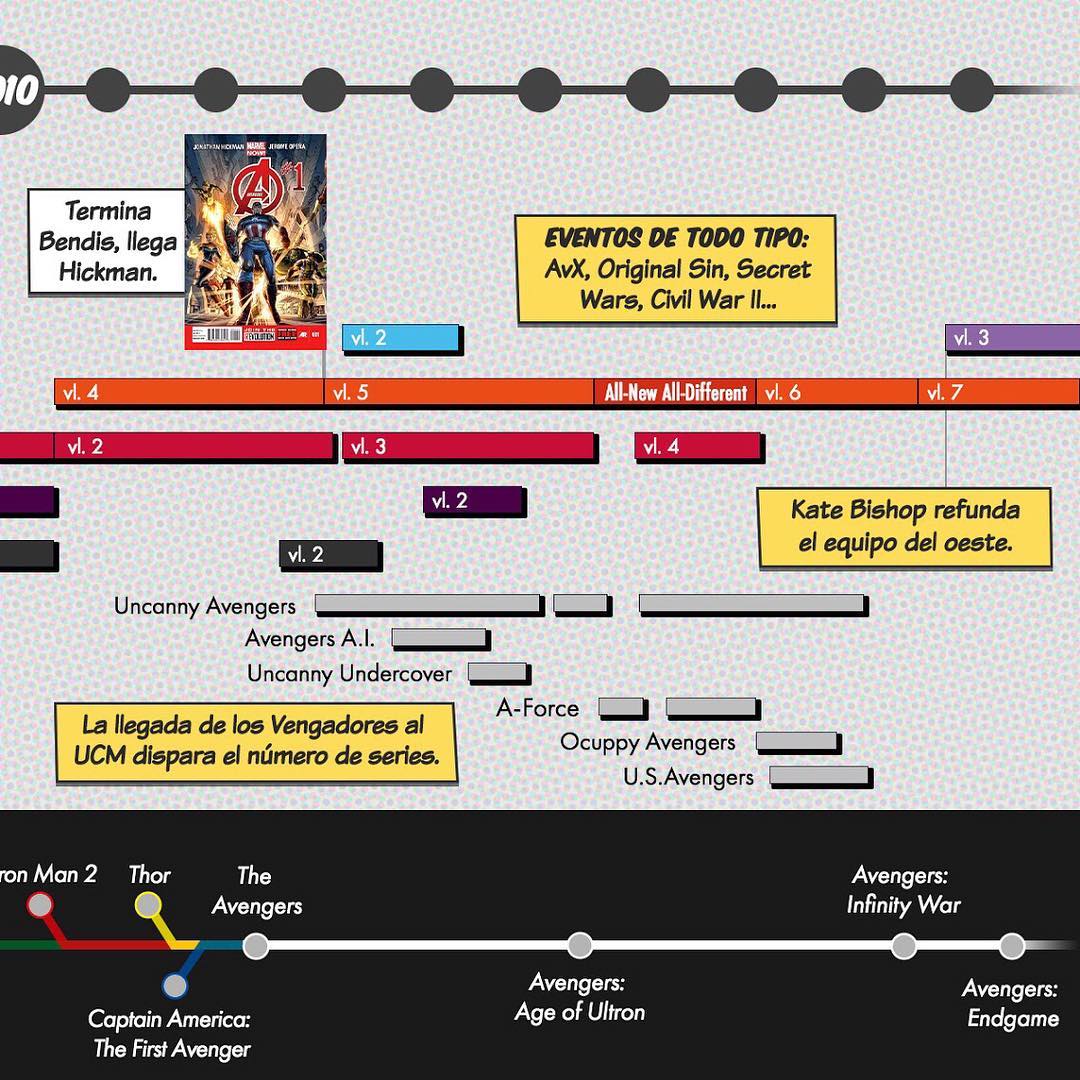 010
JONATHAN HICKMAN MARVEL NOW! JEROME OPEÑA
#1
A
AVENGERS
JOIN THE
REVOLUTION
AR
Termina
Bendis, llega
Hickman.
EVENTOS DE TODO TIPO:
AvX, Original Sin, Secret
Wars, Civil War II...
vl. 2
vl. 3
vl. 4
vl. 5
All-New All-Different
vl. 6
vl. 7
vl. 2
vl. 3
vl. 4
vl. 2
Kate Bishop refunda
el equipo del oeste.
vl. 2
Uncanny Avengers
Avengers A.I.
Uncanny Undercover
A-Force
La llegada de los Vengadores al
UCM dispara el número de series.
Ocuppy Avengers
U.S.Avengers
ron Man 2
Thor
The
Avengers
Avengers:
Infinity War
Avengers:
Age of Ultron
Avengers:
Endgame
Captain America:
The First Avenger